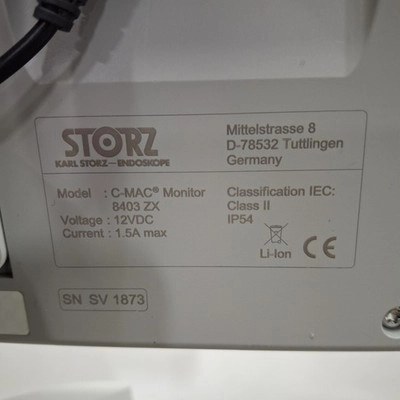 STORZ
KARL STORZ—ENDOSKOPE
Mittelstrasse 8
D-78532 Tuttlingen
Germany
Model : C-MAC® Monitor
8403 ZX
Voltage : 12VDC
Current : 1.5A max
Classification IEC:
Class II
IP54
Li-Ion
CE
SN SV 1873